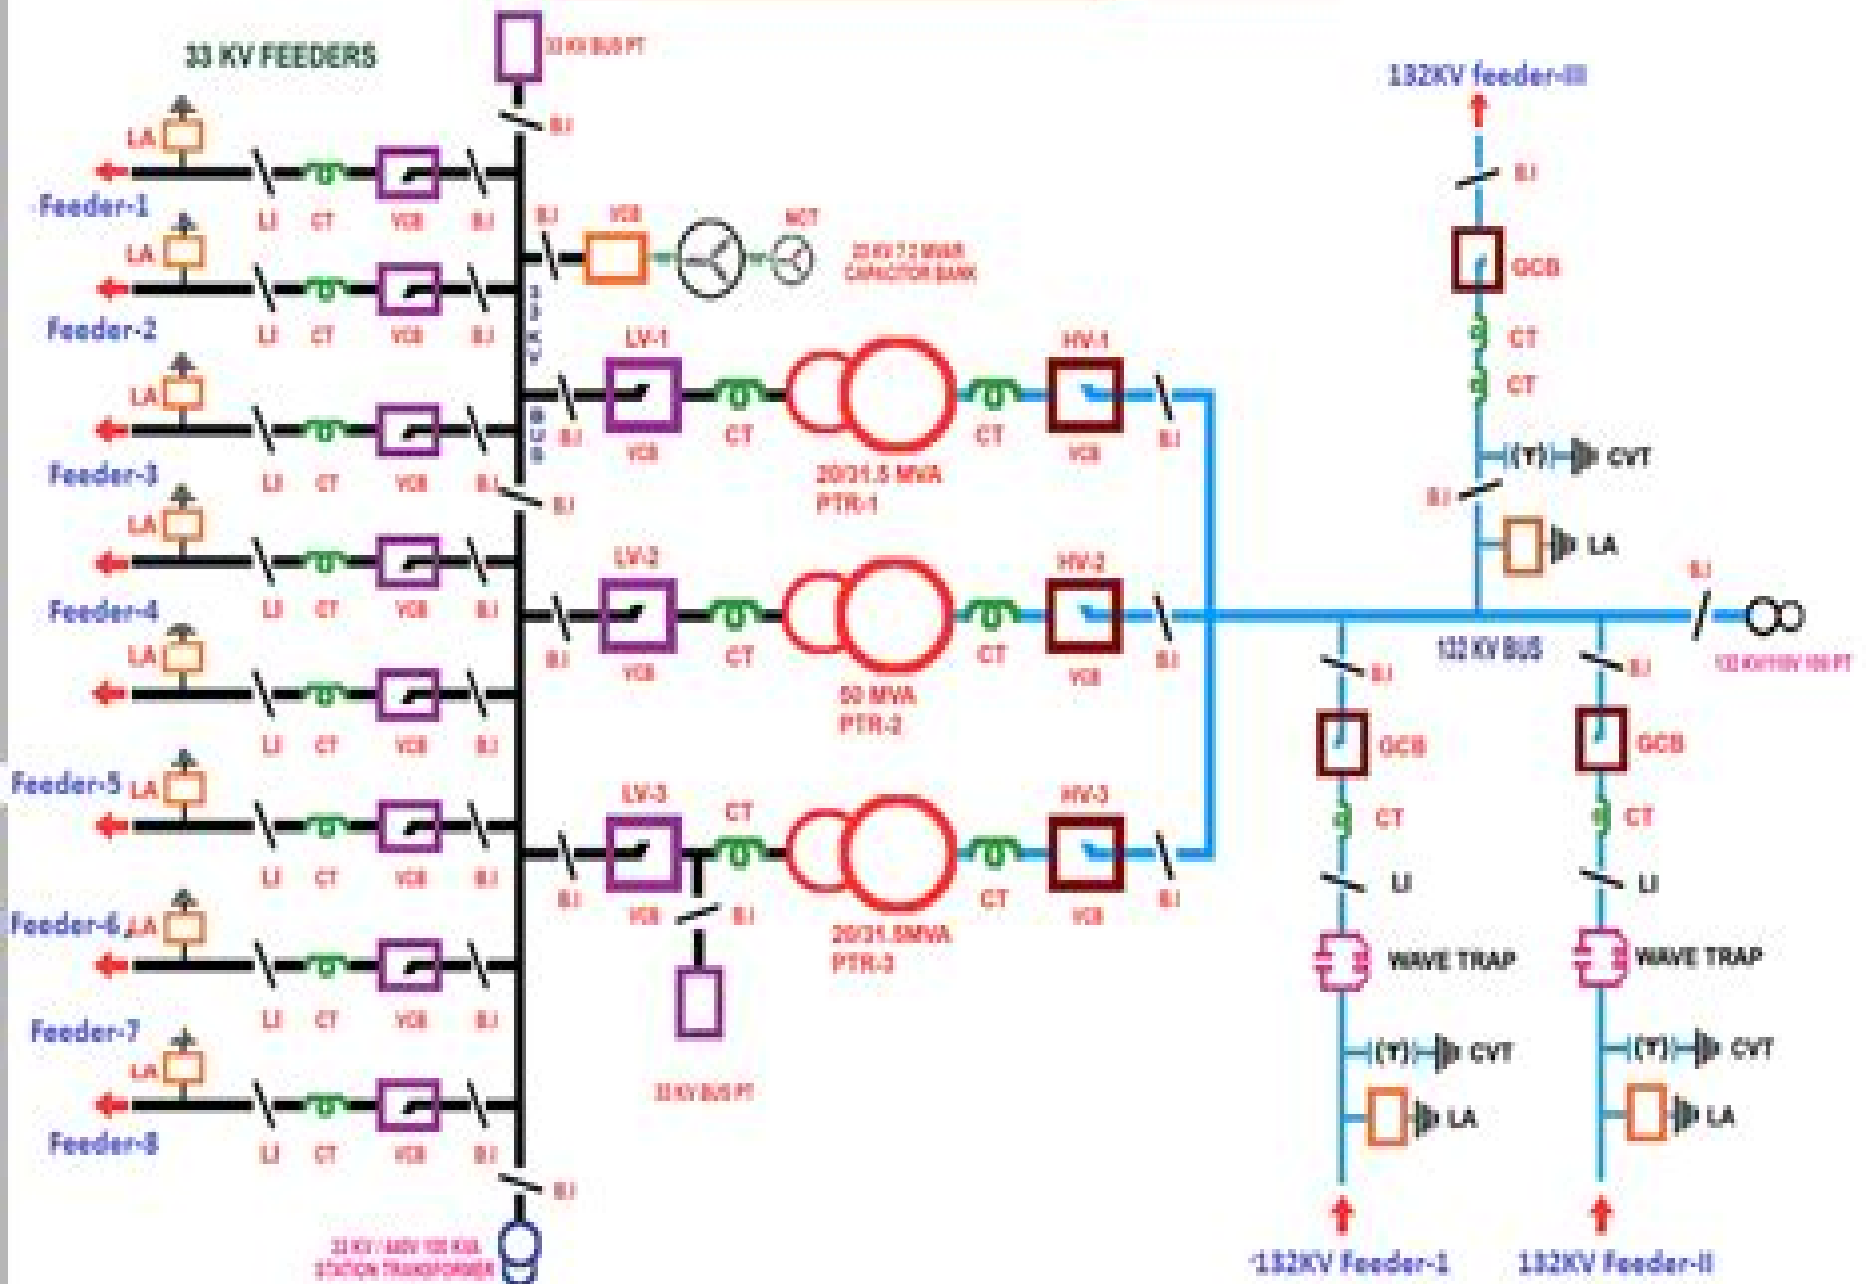 33 KV FEEDERS
33 KV BUS PT
B.I
132KV feeder-III
LA
Feeder-1
LI CT VCB B.I
LA
Feeder-2
LI CT VCB B.I
LA
Feeder-3
LI CT VCB B.I
LA
Feeder-4
LI CT VCB B.I
LA
LI CT VCB B.I
Feeder-5 LA
LI CT VCB B.I
Feeder-6 LA
LI CT VCB B.I
Feeder-7
LA
Feeder-8
LI CT VCB B.I
B.I
STATION TRANSFORMER
B.I VCB NCT
CAPACITOR BANK
33 KV BUS
B.I
LV-1 HV-1
B.I VCB CT CT VCB B.I
20/31.5 MVA
PTR-1
LV-2 HV-2
B.I VCB CT CT VCB B.I
50 MVA
PTR-2
LV-3 CT HV-3
B.I VCB B.I CT VCB B.I
20/31.5MVA
PTR-3
33 KV BUS PT
B.I
GCB
CT
CT
(Y) CVT
B.I
LA
B.I
132 KV BUS
B.I B.I
GCB GCB
CT CT
LI LI
WAVE TRAP WAVE TRAP
(Y) CVT (Y) CVT
LA LA
132KV Feeder-1 132KV Feeder-II